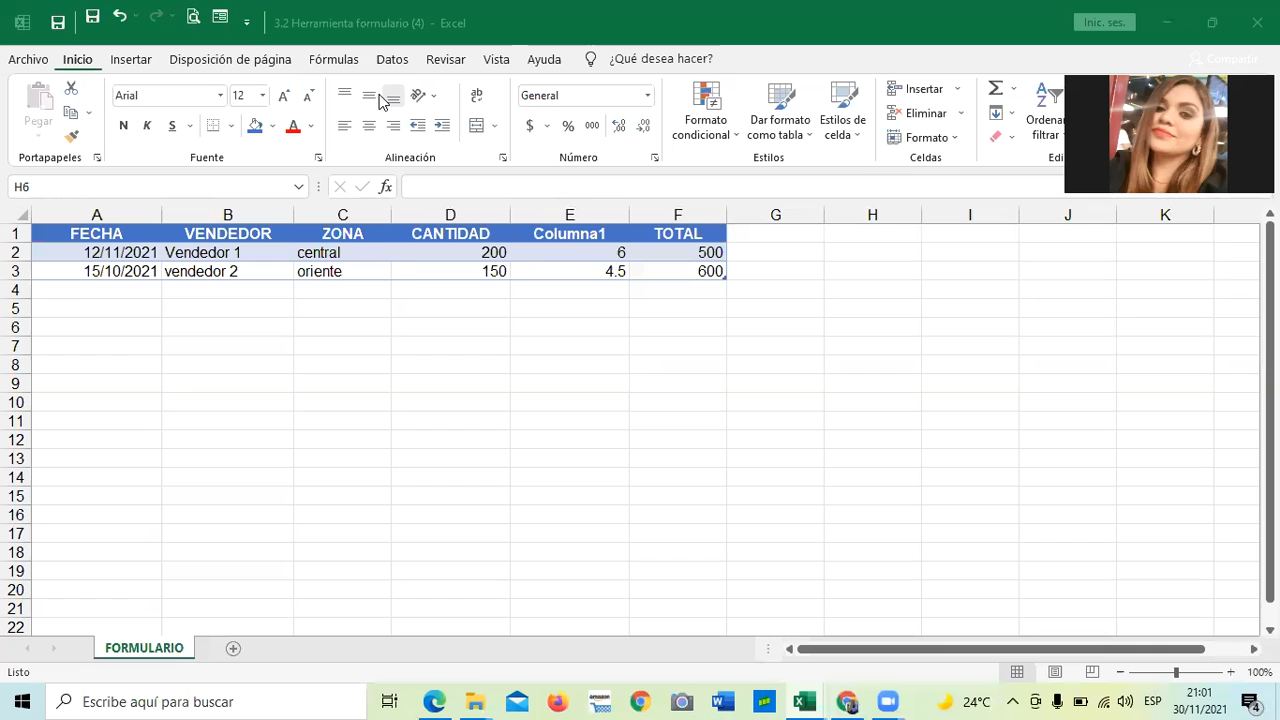 3.2 Herramienta formulario (4) - Excel
Inic. ses.
Archivo Inicio Insertar Disposición de página Fórmulas Datos Revisar Vista Ayuda ¿Qué desea hacer? Compartir
Pegar
Portapapeles
Arial 12
N K S
Fuente
ab
Alineación
General
$ % 000
Número
Formato condicional
Dar formato como tabla
Estilos de celda
Estilos
Insertar
Eliminar
Formato
Celdas
Ordenar
filtrar
Edi
H6 fx
A B C D E F G H I J K
1 FECHA VENDEDOR ZONA CANTIDAD Columna1 TOTAL
2 12/11/2021 Vendedor 1 central 200 6 500
3 15/10/2021 vendedor 2 oriente 150 4.5 600
4
5
6
7
8
9
10
11
12
13
14
15
16
17
18
19
20
21
22
FORMULARIO
Listo 100%
Escribe aquí para buscar
24°C ESP
21:01
30/11/2021
4